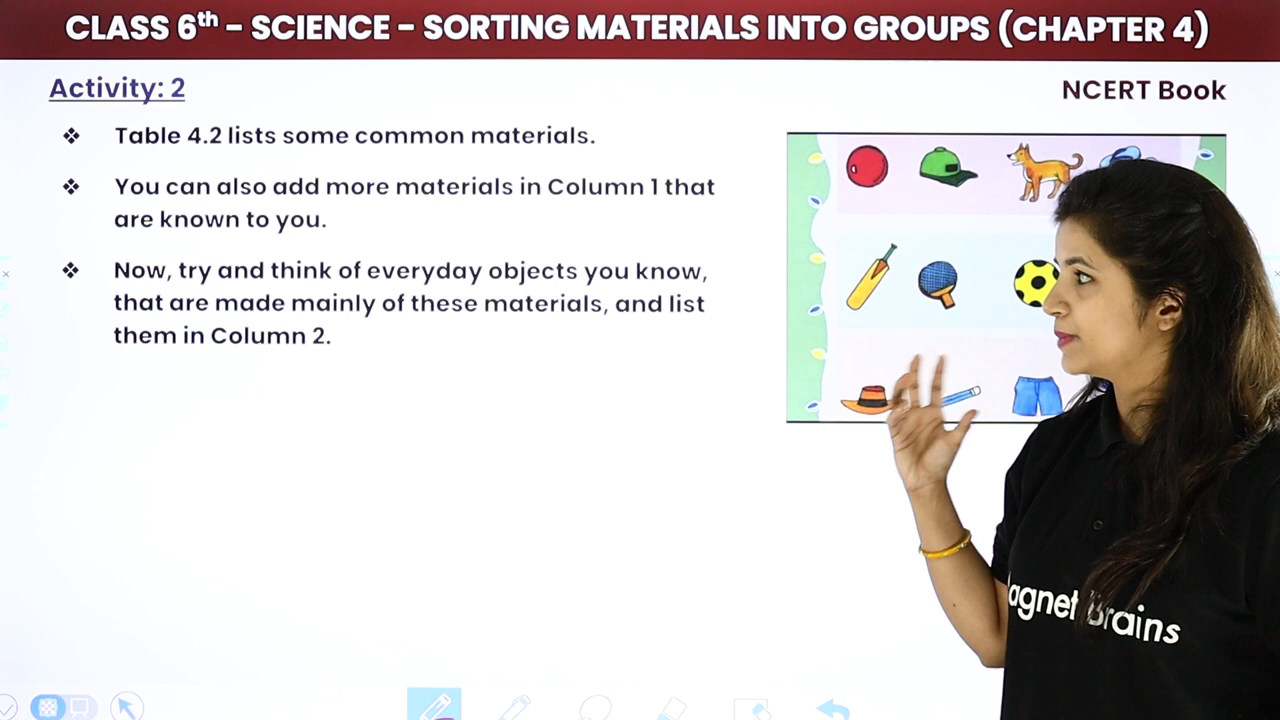 CLASS 6th – SCIENCE – SORTING MATERIALS INTO GROUPS (CHAPTER 4)
Activity: 2
NCERT Book
❖ Table 4.2 lists some common materials.
❖ You can also add more materials in Column 1 that
are known to you.
❖ Now, try and think of everyday objects you know,
that are made mainly of these materials, and list
them in Column 2.
agnet Brains